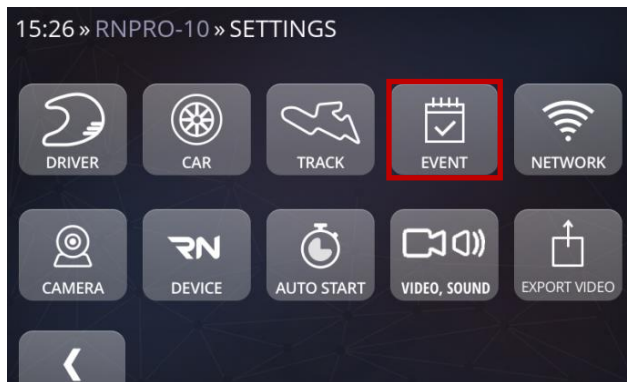 15:26 » RNPRO-10 » SETTINGS
DRIVER
CAR
TRACK
EVENT
NETWORK
RN
CAMERA
DEVICE
AUTO START
VIDEO, SOUND
EXPORT VIDEO